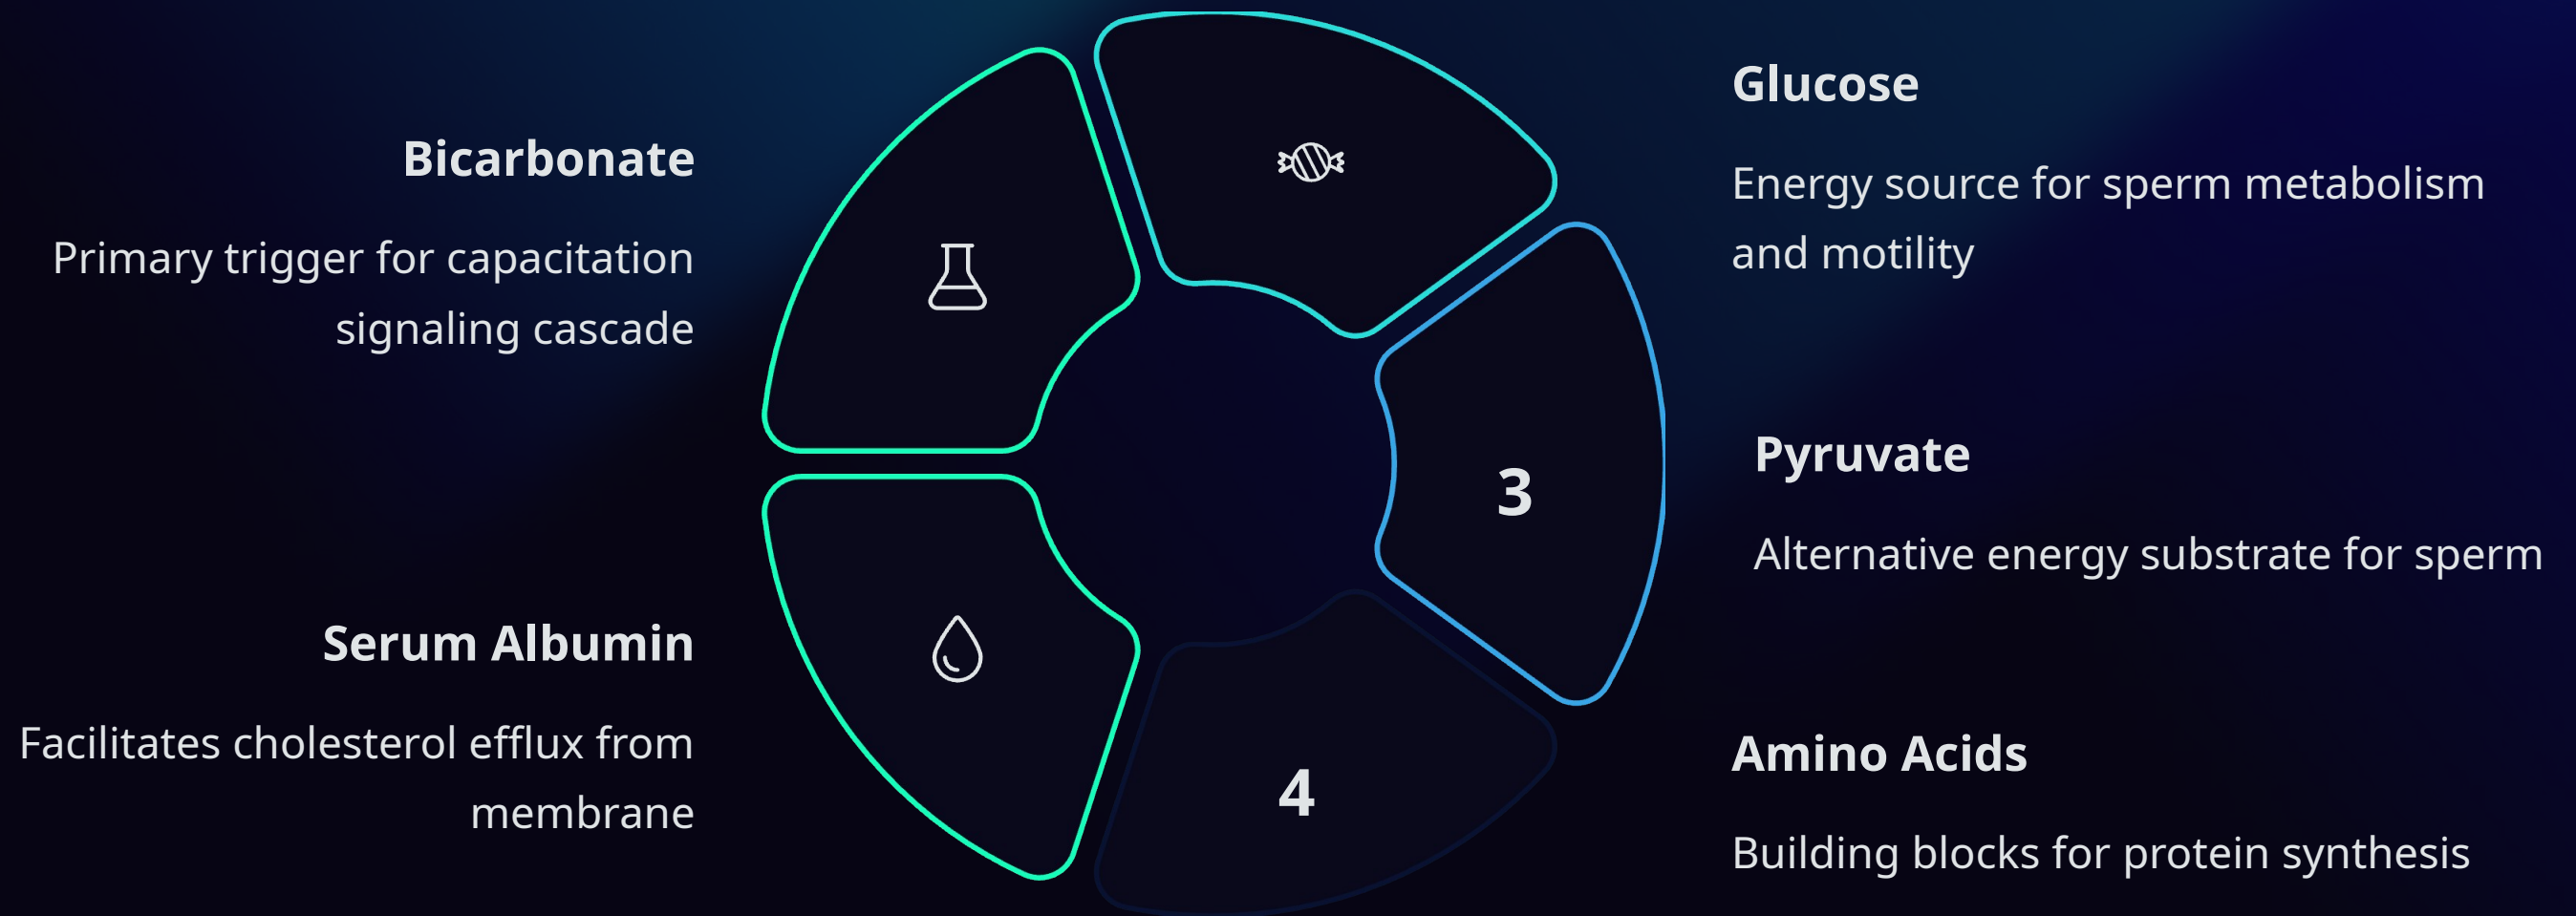 Bicarbonate
Primary trigger for capacitation
signaling cascade
Serum Albumin
Facilitates cholesterol efflux from
membrane
Glucose
Energy source for sperm metabolism
and motility
3
Pyruvate
Alternative energy substrate for sperm
4
Amino Acids
Building blocks for protein synthesis